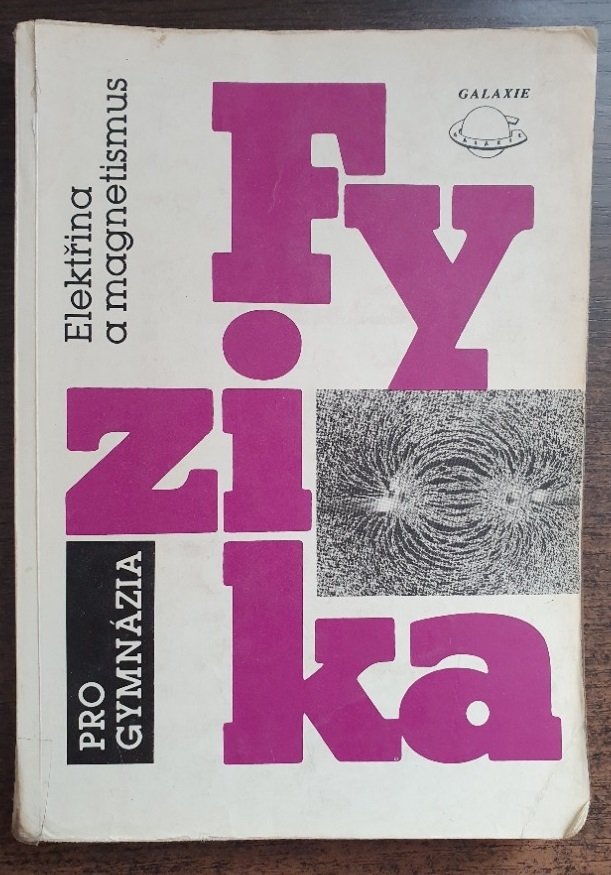 GALAXIE
Elektřina
a magnetismus
Fy
zi
ka
PRO
GYMNÁZIA